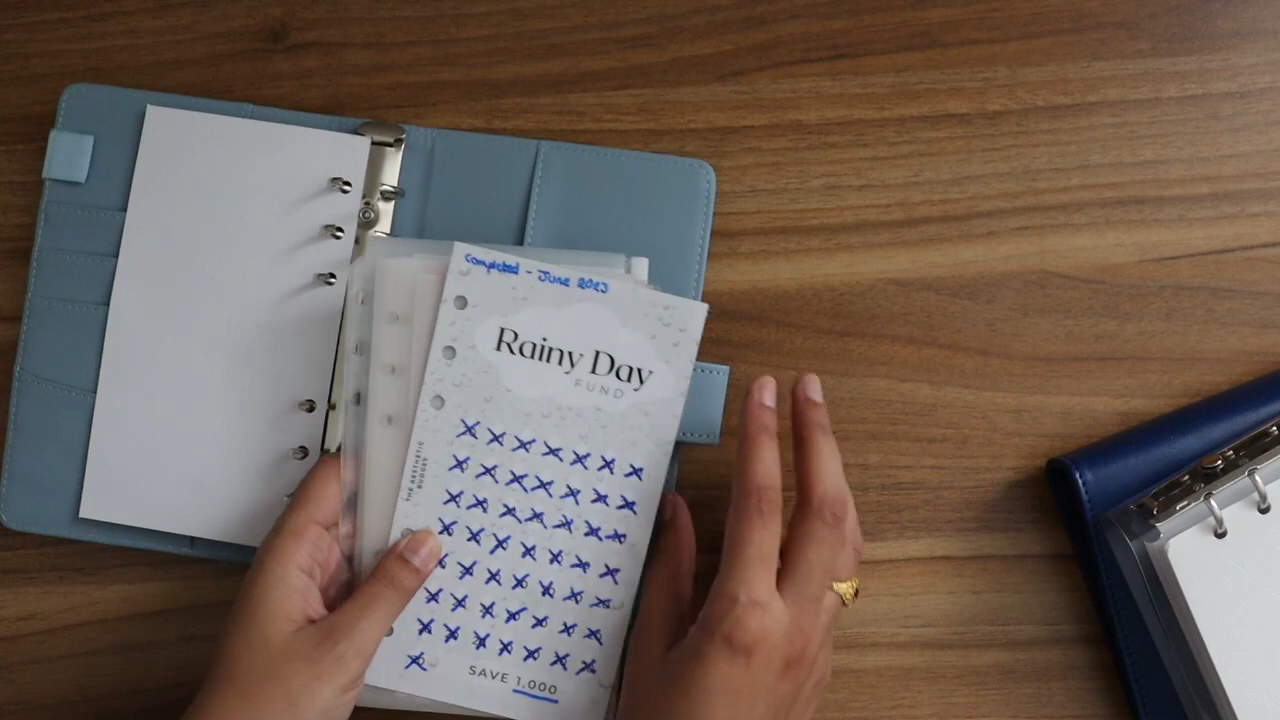 Completed - June 2023
Rainy Day
FUND
THE AESTHETIC
BUDGET
SAVE 1,000